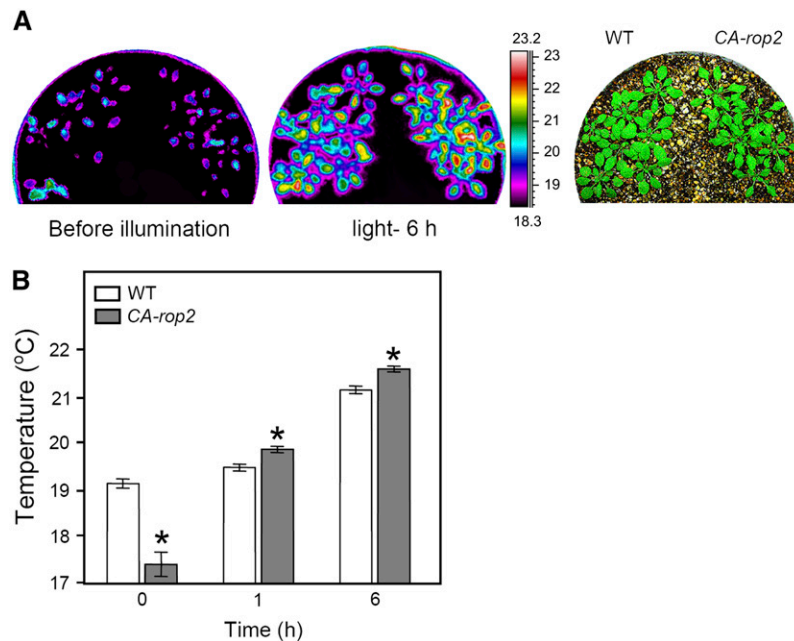 A
23.2
WT CA-rop2
23
22
21
20
19
18.3
Before illumination
light- 6 h
B
WT
CA-rop2
Temperature (°C)
22
21
20
19
18
17
*
*
*
0 1 6
Time (h)